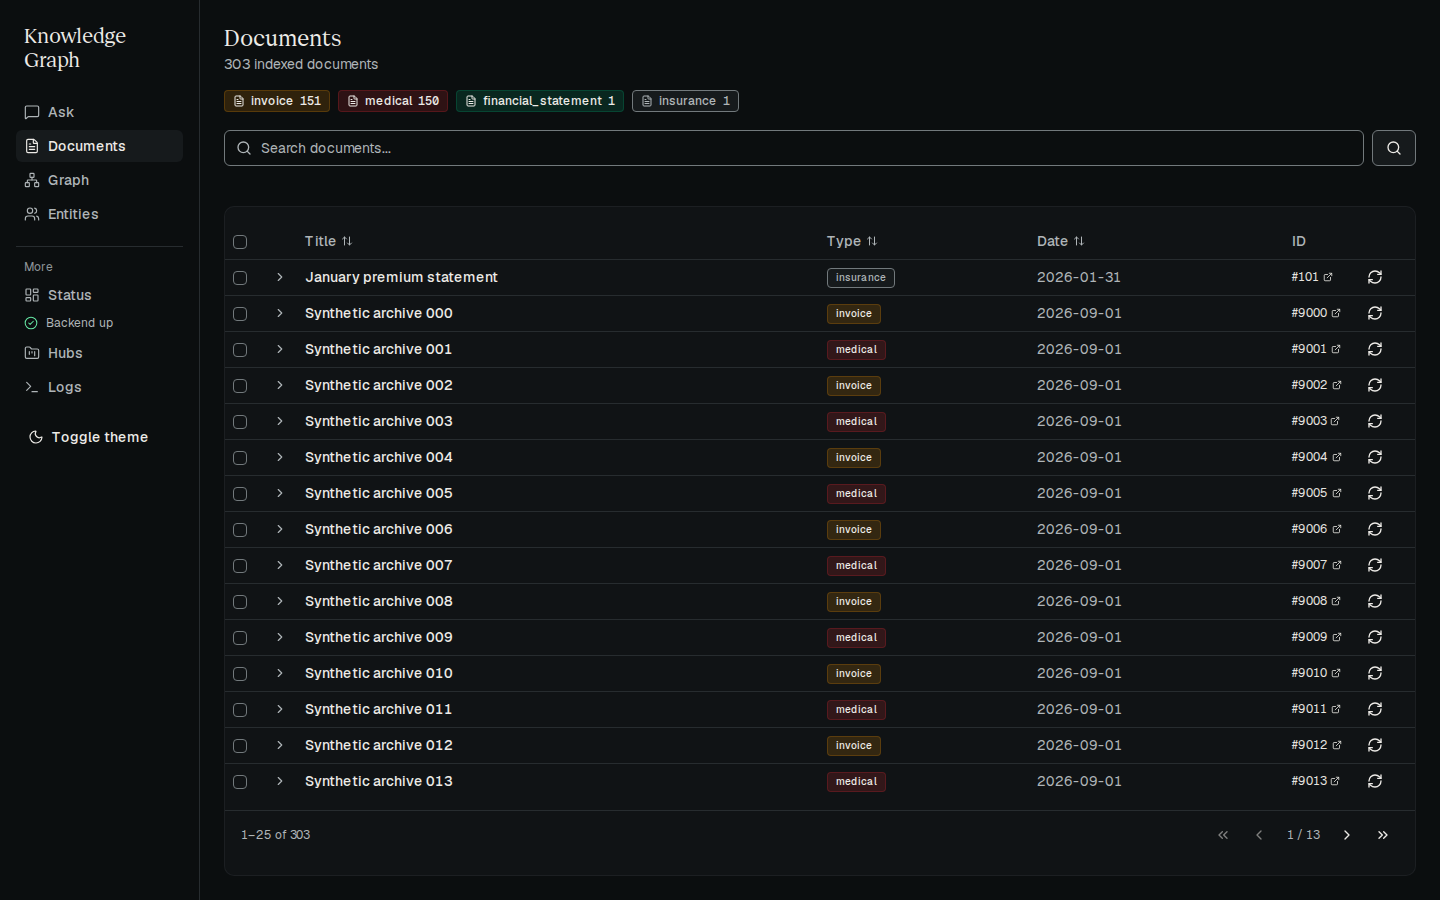 Knowledge
Graph
Ask
Documents
Graph
Entities
More
Status
Backend up
Hubs
Logs
Toggle theme
Documents
303 indexed documents
invoice 151 medical 150 financial_statement 1 insurance 1
Search documents...
Title Type Date ID
January premium statement insurance 2026-01-31 #101
Synthetic archive 000 invoice 2026-09-01 #9000
Synthetic archive 001 medical 2026-09-01 #9001
Synthetic archive 002 invoice 2026-09-01 #9002
Synthetic archive 003 medical 2026-09-01 #9003
Synthetic archive 004 invoice 2026-09-01 #9004
Synthetic archive 005 medical 2026-09-01 #9005
Synthetic archive 006 invoice 2026-09-01 #9006
Synthetic archive 007 medical 2026-09-01 #9007
Synthetic archive 008 invoice 2026-09-01 #9008
Synthetic archive 009 medical 2026-09-01 #9009
Synthetic archive 010 invoice 2026-09-01 #9010
Synthetic archive 011 medical 2026-09-01 #9011
Synthetic archive 012 invoice 2026-09-01 #9012
Synthetic archive 013 medical 2026-09-01 #9013
1–25 of 303 1 / 13